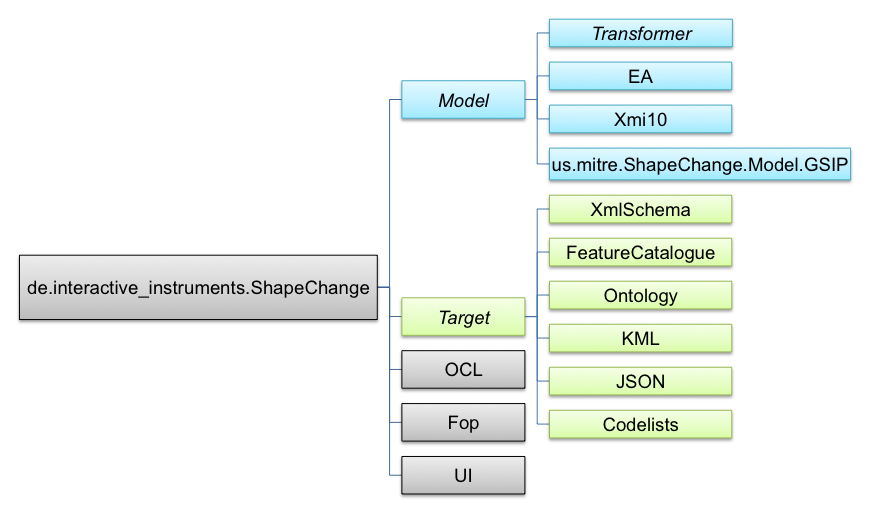 de.interactive_instruments.ShapeChange
Model
Transformer
EA
Xmi10
us.mitre.ShapeChange.Model.GSIP
Target
XmlSchema
FeatureCatalogue
Ontology
KML
JSON
Codelists
OCL
Fop
UI